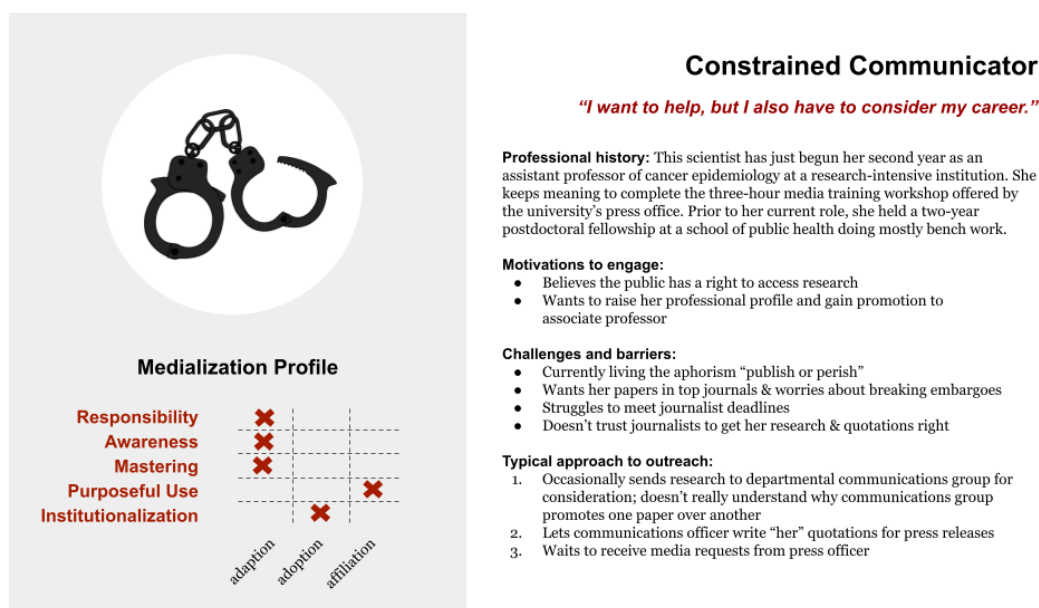 Constrained Communicator
“I want to help, but I also have to consider my career.”
Professional history: This scientist has just begun her second year as an
assistant professor of cancer epidemiology at a research-intensive institution. She
keeps meaning to complete the three-hour media training workshop offered by
the university’s press office. Prior to her current role, she held a two-year
postdoctoral fellowship at a school of public health doing mostly bench work.
Motivations to engage:
● Believes the public has a right to access research
● Wants to raise her professional profile and gain promotion to
associate professor
Challenges and barriers:
● Currently living the aphorism “publish or perish”
● Wants her papers in top journals & worries about breaking embargoes
● Struggles to meet journalist deadlines
● Doesn’t trust journalists to get her research & quotations right
Typical approach to outreach:
1. Occasionally sends research to departmental communications group for
consideration; doesn’t really understand why communications group
promotes one paper over another
2. Lets communications officer write “her” quotations for press releases
3. Waits to receive media requests from press officer
Medialization Profile
Responsibility
Awareness
Mastering
Purposeful Use
Institutionalization
adaption
adoption
affiliation